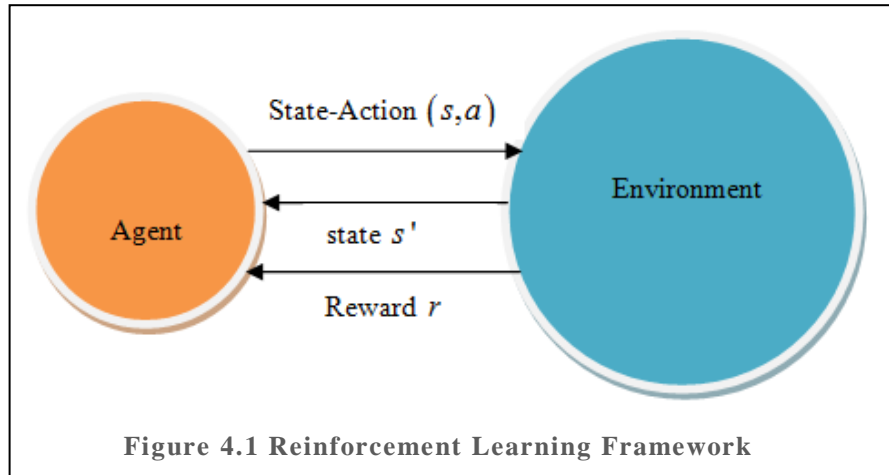 State-Action (s,a)
Environment
Agent
state s'
Reward r
Figure 4.1 Reinforcement Learning Framework